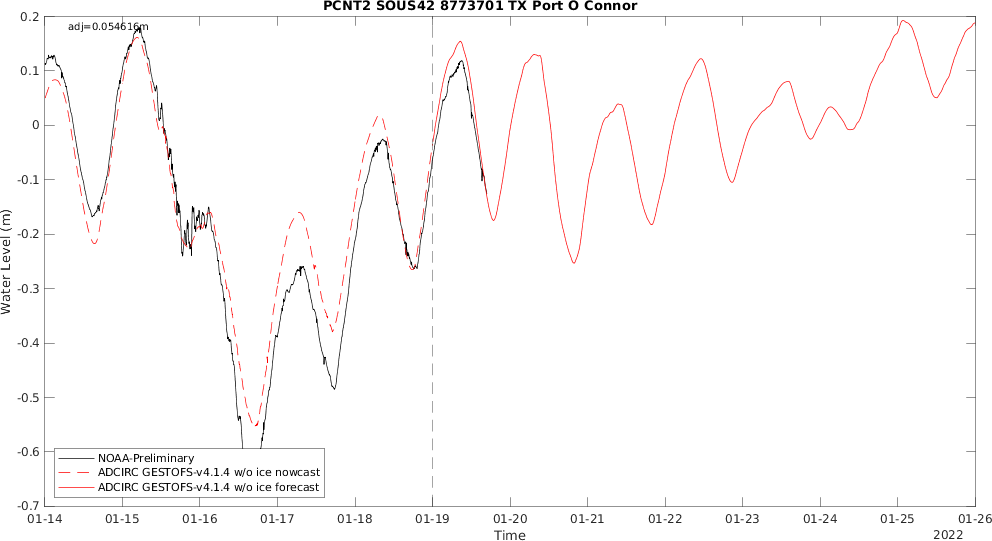 PCNT2 SOUS42 8773701 TX Port O Connor
adj=0.054616m
0.2
0.1
0
-0.1
-0.2
-0.3
-0.4
-0.5
-0.6
-0.7
Water Level (m)
NOAA-Preliminary
ADCIRC GESTOFS-v4.1.4 w/o ice nowcast
ADCIRC GESTOFS-v4.1.4 w/o ice forecast
01-14 01-15 01-16 01-17 01-18 01-19 01-20 01-21 01-22 01-23 01-24 01-25 01-26
Time
2022